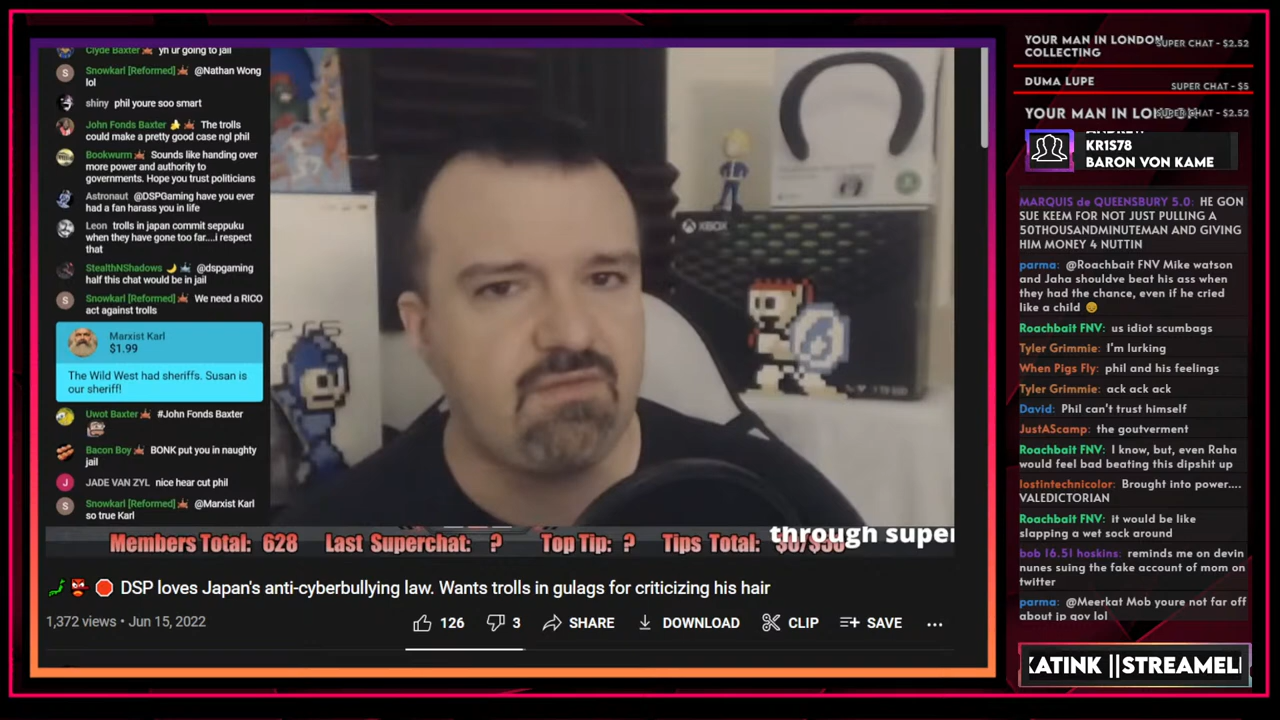 Clyde Baxter yh ur going to jail
Snowkarl [Reformed] @Nathan Wong
lol
shiny phil youre soo smart
John Fonds Baxter The trolls
could make a pretty good case ngl phil
Bookwurm Sounds like handing over
more power and authority to
governments. Hope you trust politicians
Astronaut @DSPGaming have you ever
had a fan harass you in life
Leon trolls in japan commit seppuku
when they have gone too far....i respect
that
StealthNShadows @dspgaming
half this chat would be in jail
Snowkarl [Reformed] We need a RICO
act against trolls
Marxist Karl
$1.99
The Wild West had sheriffs. Susan is
our sheriff!
Uwot Baxter #John Fonds Baxter
Bacon Boy BONK put you in naughty
jail
JADE VAN ZYL nice hear cut phil
Snowkarl [Reformed] @Marxist Karl
so true Karl
XBOX
through super
Members Total: 628 Last Superchat: ? Top Tip: ? Tips Total:
DSP loves Japan's anti-cyberbullying law. Wants trolls in gulags for criticizing his hair
1,372 views • Jun 15, 2022
126 3 SHARE DOWNLOAD CLIP SAVE ...
YOUR MAN IN LONDON
COLLECTING
SUPER CHAT - $2.52
DUMA LUPE
SUPER CHAT - $5
YOUR MAN IN
SUPER CHAT - $2.52
ANDREW
KR1S78
BARON VON KAME
MARQUIS de QUEENSBURY 5.0: HE GON
SUE KEEM FOR NOT JUST PULLING A
50THOUSANDMINUTEMAN AND GIVING
HIM MONEY 4 NUTTIN
parma: @Roachbait FNV Mike watson
and Jaha shouldve beat his ass when
they had the chance, even if he cried
like a child
Roachbait FNV: us idiot scumbags
Tyler Grimmie: I'm lurking
When Pigs Fly: phil and his feelings
Tyler Grimmie: ack ack ack
David: Phil can't trust himself
JustAScamp: the goutverment
Roachbait FNV: I know, but, even Raha
would feel bad beating this dipshit up
lostintechnicolor: Brought into power....
VALEDICTORIAN
Roachbait FNV: it would be like
slapping a wet sock around
bob 16.51 hoskins: reminds me on devin
nunes suing the fake account of mom on
twitter
parma: @Meerkat Mob youre not far off
about jp gov lol
KATINK ||STREAMEL